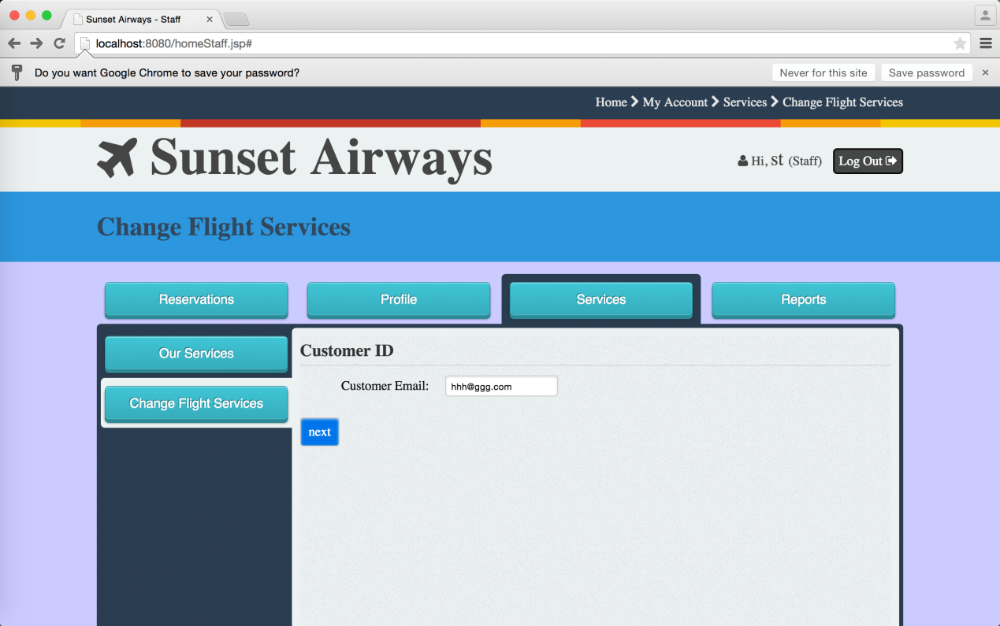 Sunset Airways - Staff
localhost:8080/homeStaff.jsp#
Do you want Google Chrome to save your password?
Never for this site
Save password
Home My Account Services Change Flight Services
Sunset Airways
Hi, st (Staff)
Log Out
Change Flight Services
Reservations
Profile
Services
Reports
Our Services
Change Flight Services
Customer ID
Customer Email: hhh@ggg.com
next